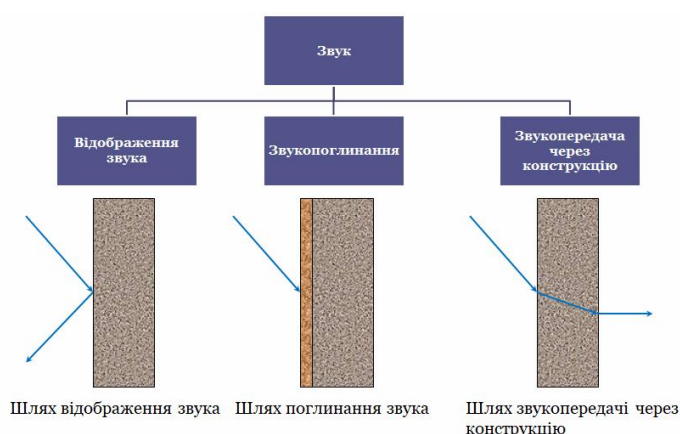 Звук
Відображення
звука
Звукопоглинання
Звукопередача
через
конструкцію
Шлях відображення звука
Шлях поглинання звука
Шлях звукопередачі через
конструкцію